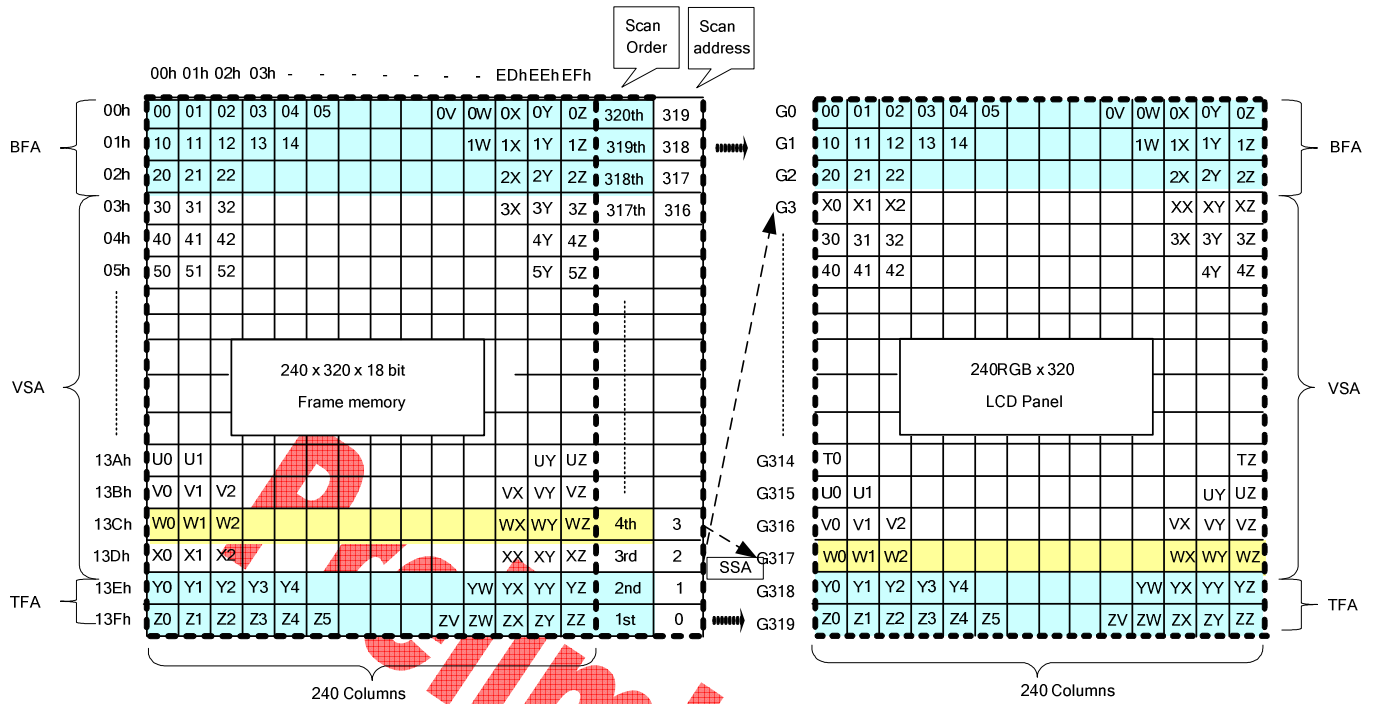 Scan Order
Scan address
00h 01h 02h 03h - - - - - - - EDh EEh EFh
00h 00 01 02 03 04 05 0V 0W 0X 0Y 0Z 320th 319 G0 00 01 02 03 04 05 0V 0W 0X 0Y 0Z
BFA 01h 10 11 12 13 14 1W 1X 1Y 1Z 319th 318 G1 10 11 12 13 14 1W 1X 1Y 1Z BFA
02h 20 21 22 2X 2Y 2Z 318th 317 G2 20 21 22 2X 2Y 2Z
03h 30 31 32 3X 3Y 3Z 317th 316 G3 X0 X1 X2 XX XY XZ
04h 40 41 42 4Y 4Z 30 31 32 3X 3Y 3Z
05h 50 51 52 5Y 5Z 40 41 42 4Y 4Z
240 x 320 x 18 bit 240RGB x 320
VSA VSA
Frame memory LCD Panel
13Ah U0 U1 UY UZ G314 T0 TZ
13Bh V0 V1 V2 VX VY VZ G315 U0 U1 UY UZ
13Ch W0 W1 W2 WX WY WZ 4th 3 G316 V0 V1 V2 VX VY VZ
13Dh X0 X1 X2 XX XY XZ 3rd 2 SSA G317 W0 W1 W2 WX WY WZ
13Eh Y0 Y1 Y2 Y3 Y4 YW YX YY YZ 2nd 1 G318 Y0 Y1 Y2 Y3 Y4 YW YX YY YZ
TFA TFA
13Fh Z0 Z1 Z2 Z3 Z4 Z5 ZV ZW ZX ZY ZZ 1st 0 G319 Z0 Z1 Z2 Z3 Z4 Z5 ZV ZW ZX ZY ZZ
240 Columns 240 Columns